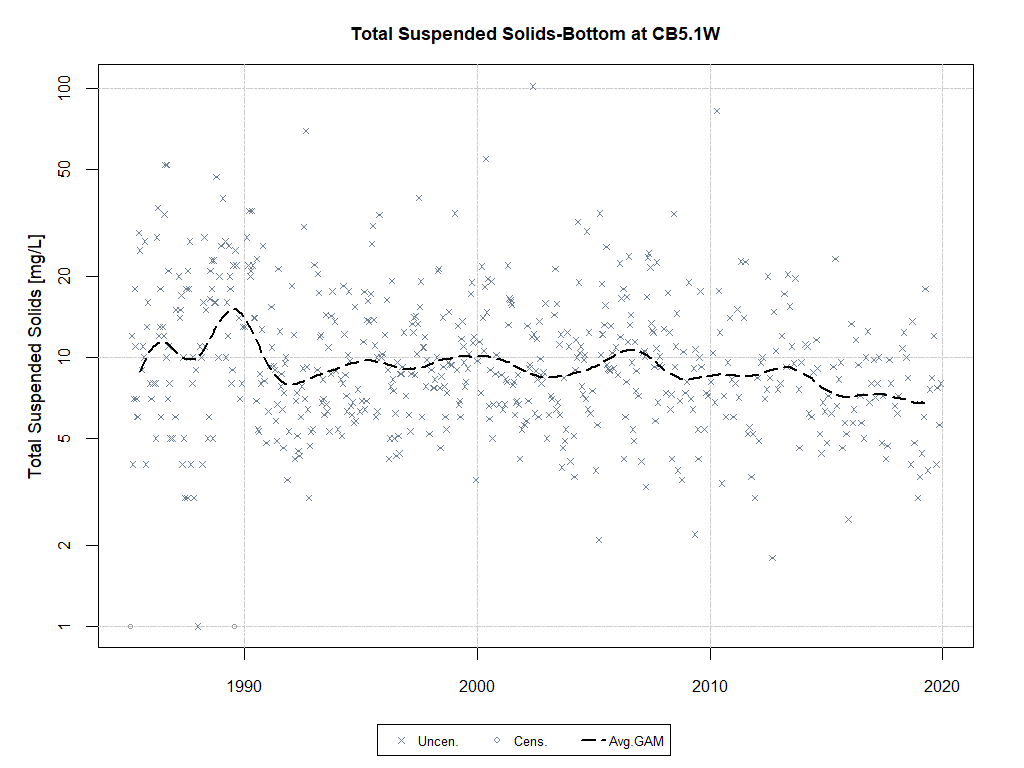 Total Suspended Solids-Bottom at CB5.1W
Total Suspended Solids [mg/L]
100
50
20
10
5
2
1
1990
2000
2010
2020
Uncen.
Cens.
Avg.GAM